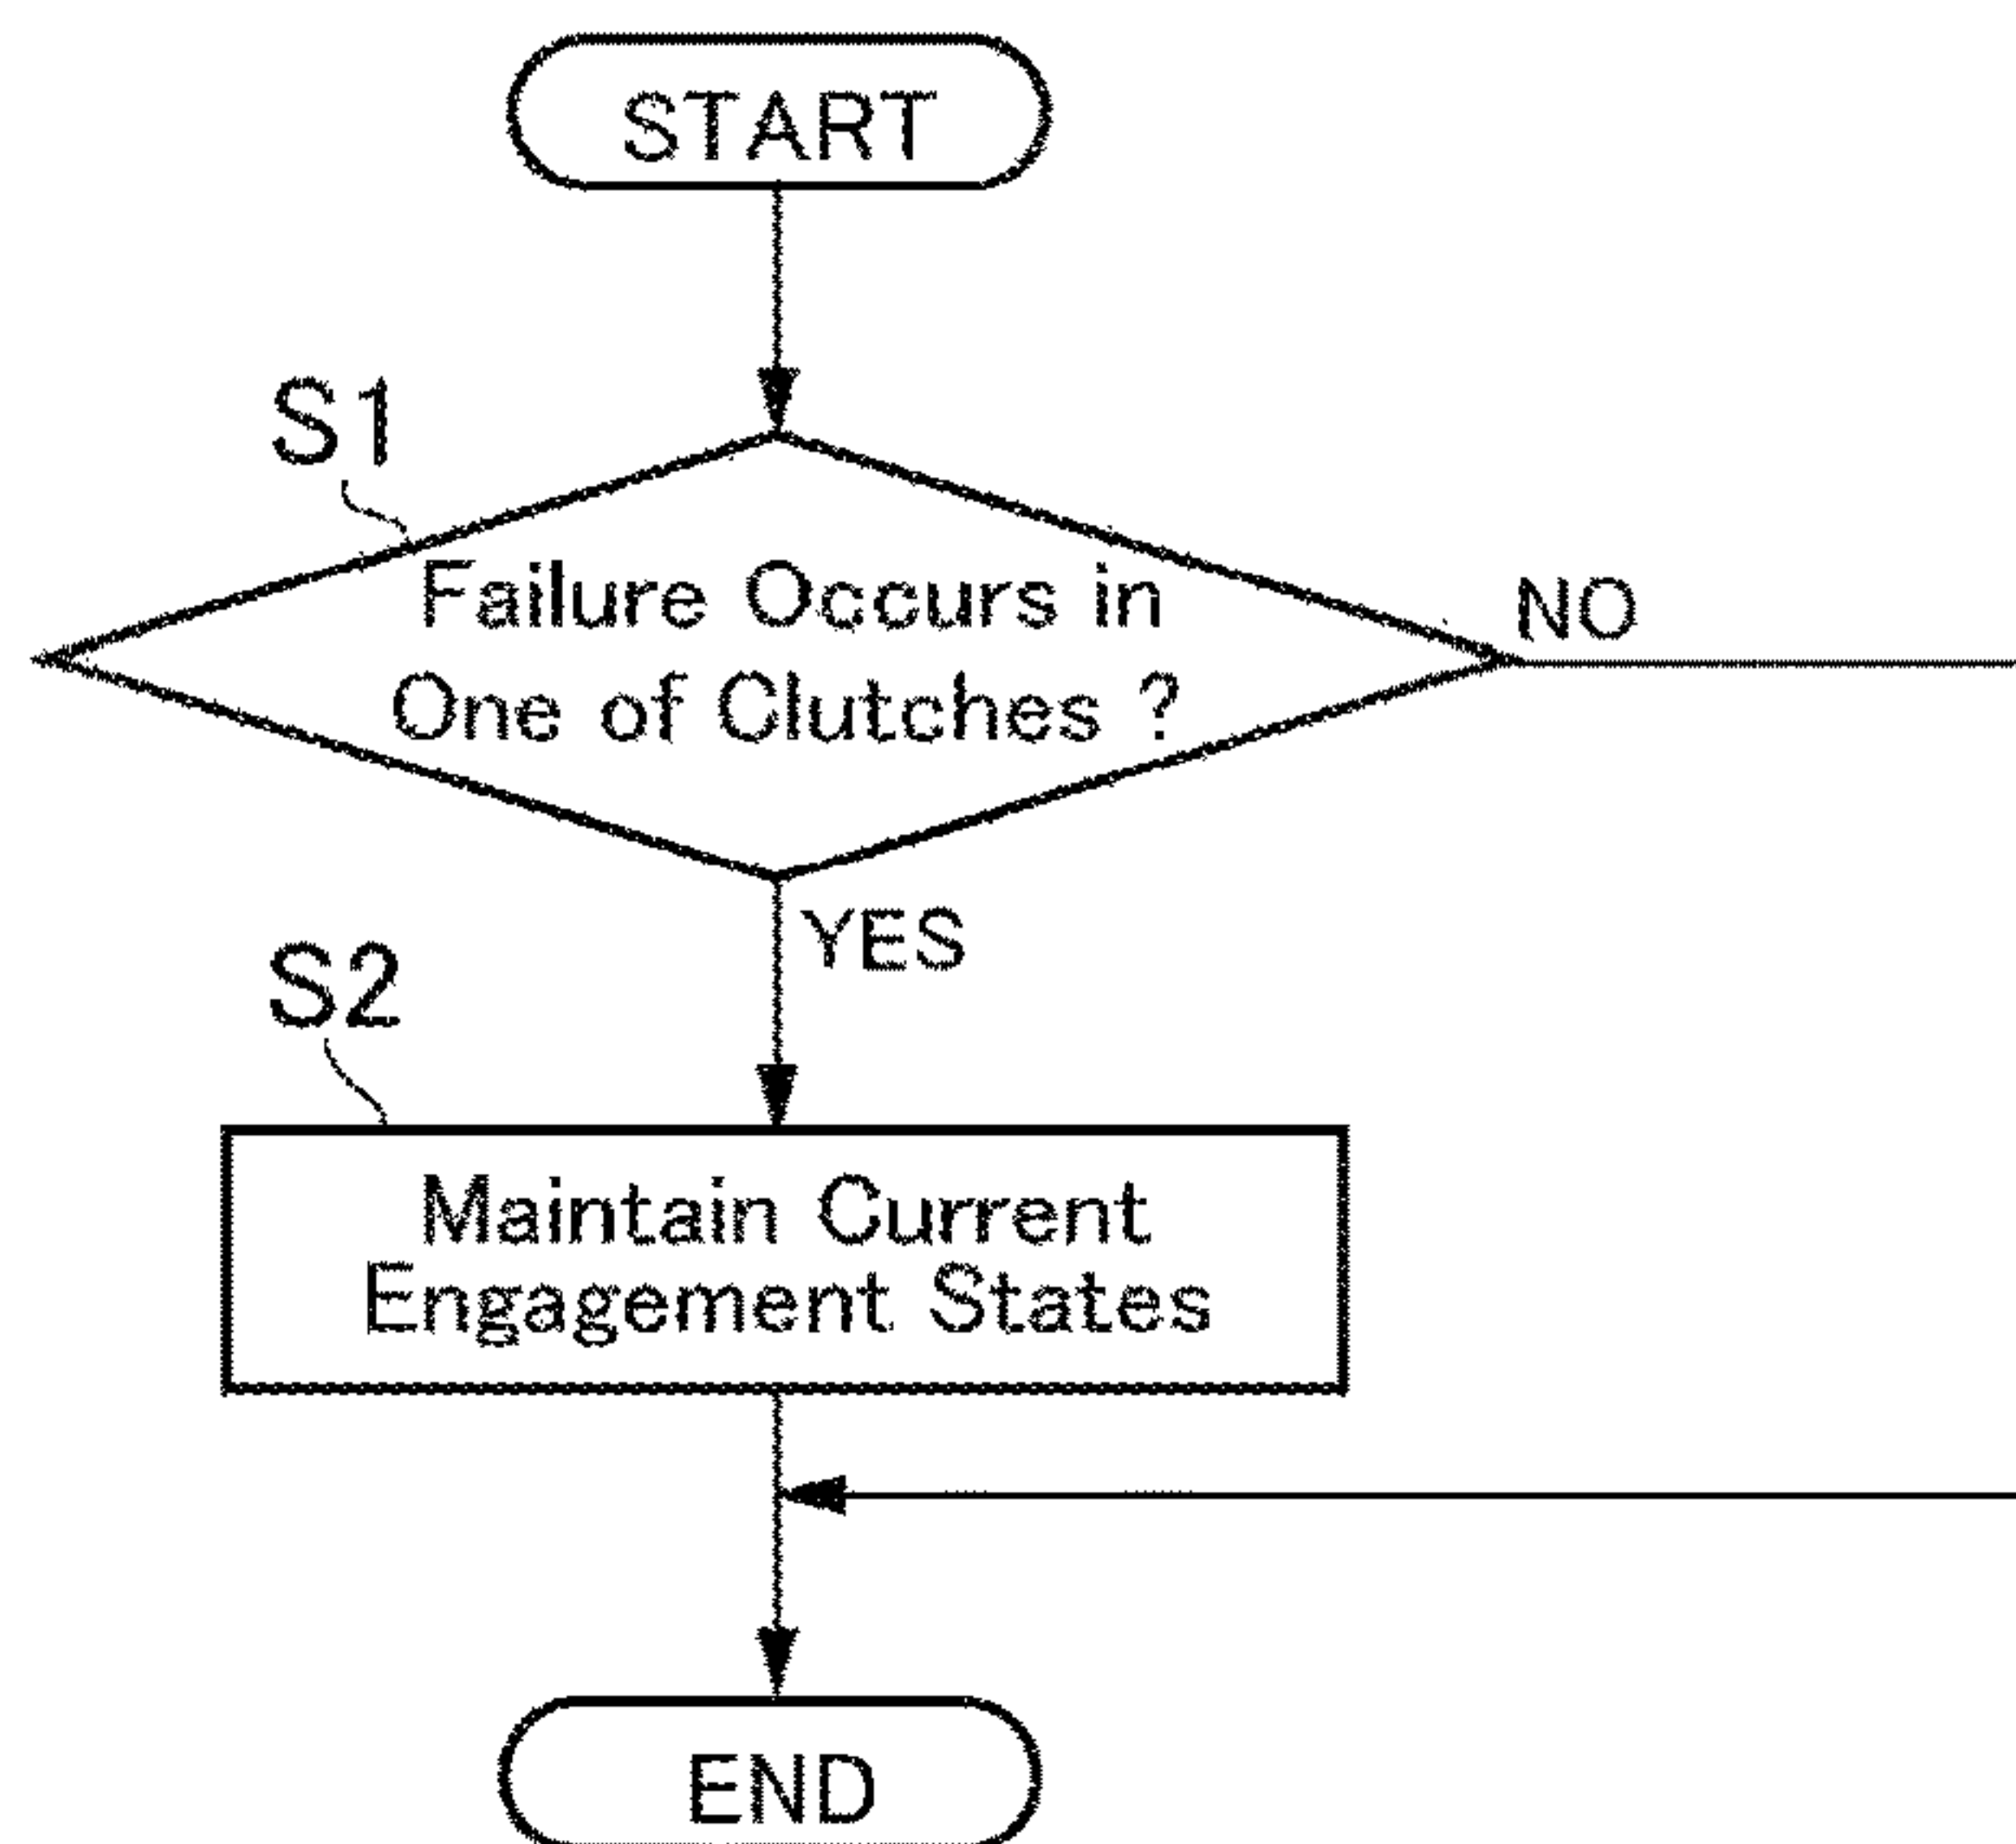 START
S1
Failure Occurs in
One of Clutches ?
NO
YES
S2
Maintain Current
Engagement States
END